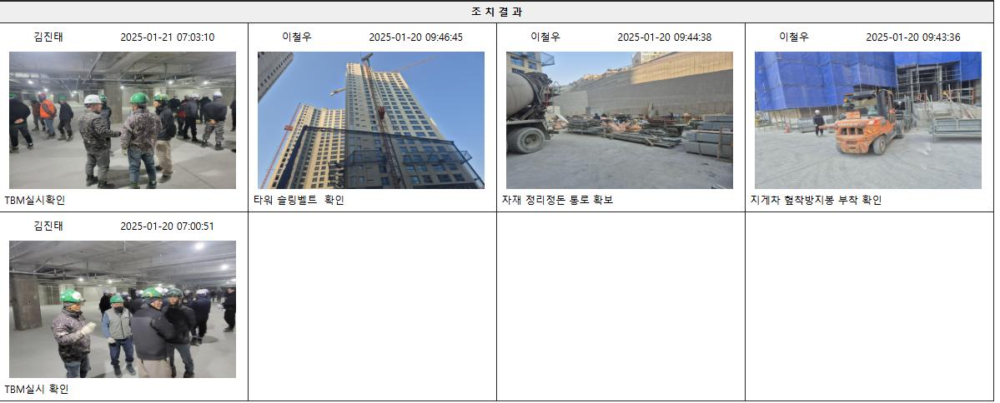 조 치 결 과
김진태 2025-01-21 07:03:10
TBM실시확인
이철우 2025-01-20 09:46:45
타워 슬링벨트 확인
이철우 2025-01-20 09:44:38
자재 정리정돈 통로 확보
이철우 2025-01-20 09:43:36
지게차 협착방지봉 부착 확인
김진태 2025-01-20 07:00:51
TBM실시 확인